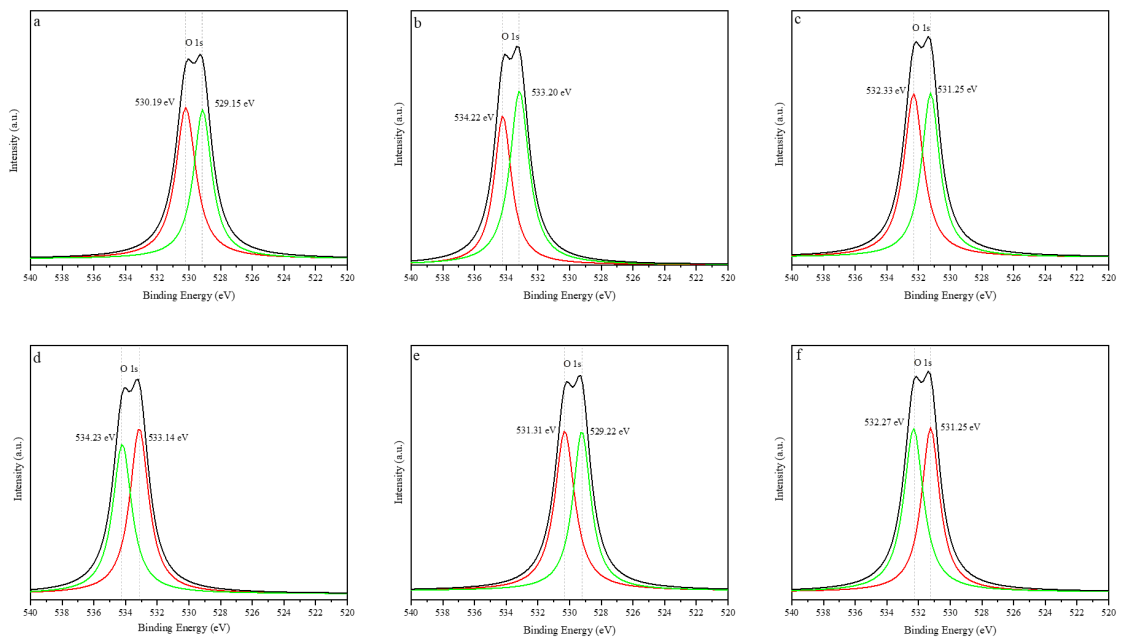 a
O 1s
530.19 eV
529.15 eV
Intensity (a.u.)
540 538 536 534 532 530 528 526 524 522 520
Binding Energy (eV)
b
O 1s
534.22 eV
533.20 eV
Intensity (a.u.)
540 538 536 534 532 530 528 526 524 522 520
Binding Energy (eV)
c
O 1s
532.33 eV
531.25 eV
Intensity (a.u.)
540 538 536 534 532 530 528 526 524 522 520
Binding Energy (eV)
d
O 1s
534.23 eV
533.14 eV
Intensity (a.u.)
540 538 536 534 532 530 528 526 524 522 520
Binding Energy (eV)
e
O 1s
531.31 eV
529.22 eV
Intensity (a.u.)
540 538 536 534 532 530 528 526 524 522 520
Binding Energy (eV)
f
O 1s
532.27 eV
531.25 eV
Intensity (a.u.)
540 538 536 534 532 530 528 526 524 522 520
Binding Energy (eV)